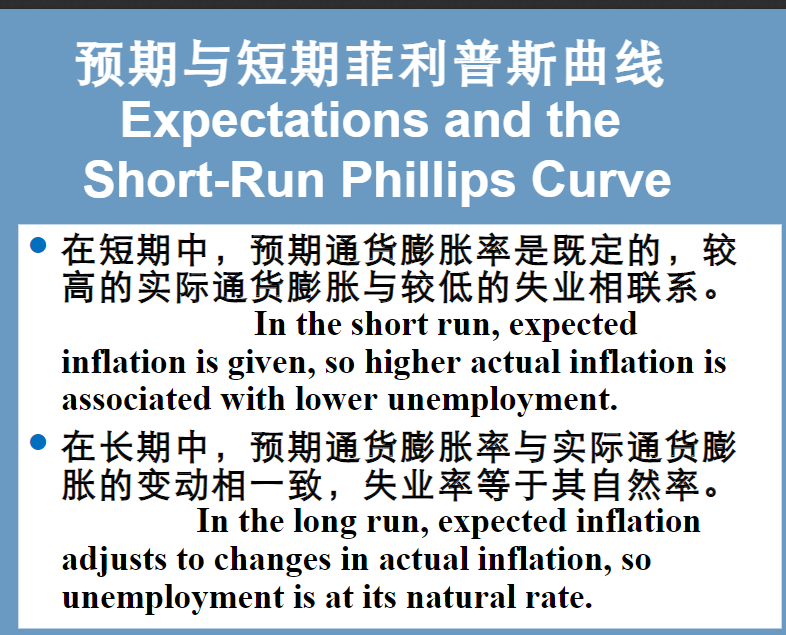 预期与短期菲利普斯曲线
Expectations and the
Short-Run Phillips Curve
在短期中，预期通货膨胀率是既定的，较
高的实际通货膨胀与较低的失业相联系。
In the short run, expected
inflation is given, so higher actual inflation is
associated with lower unemployment.
在长期中，预期通货膨胀率与实际通货膨
胀的变动相一致，失业率等于其自然率。
In the long run, expected inflation
adjusts to changes in actual inflation, so
unemployment is at its natural rate.